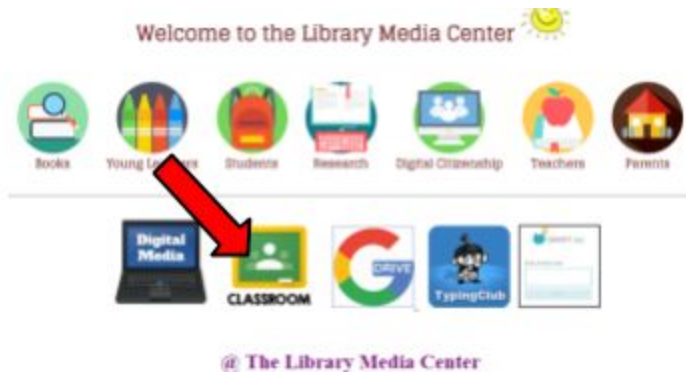 Welcome to the Library Media Center
Books Young Learners Students Research Digital Citizenship Teachers Parents
Digital Media
DRIVE
TypingClub
CLASSROOM
@ The Library Media Center